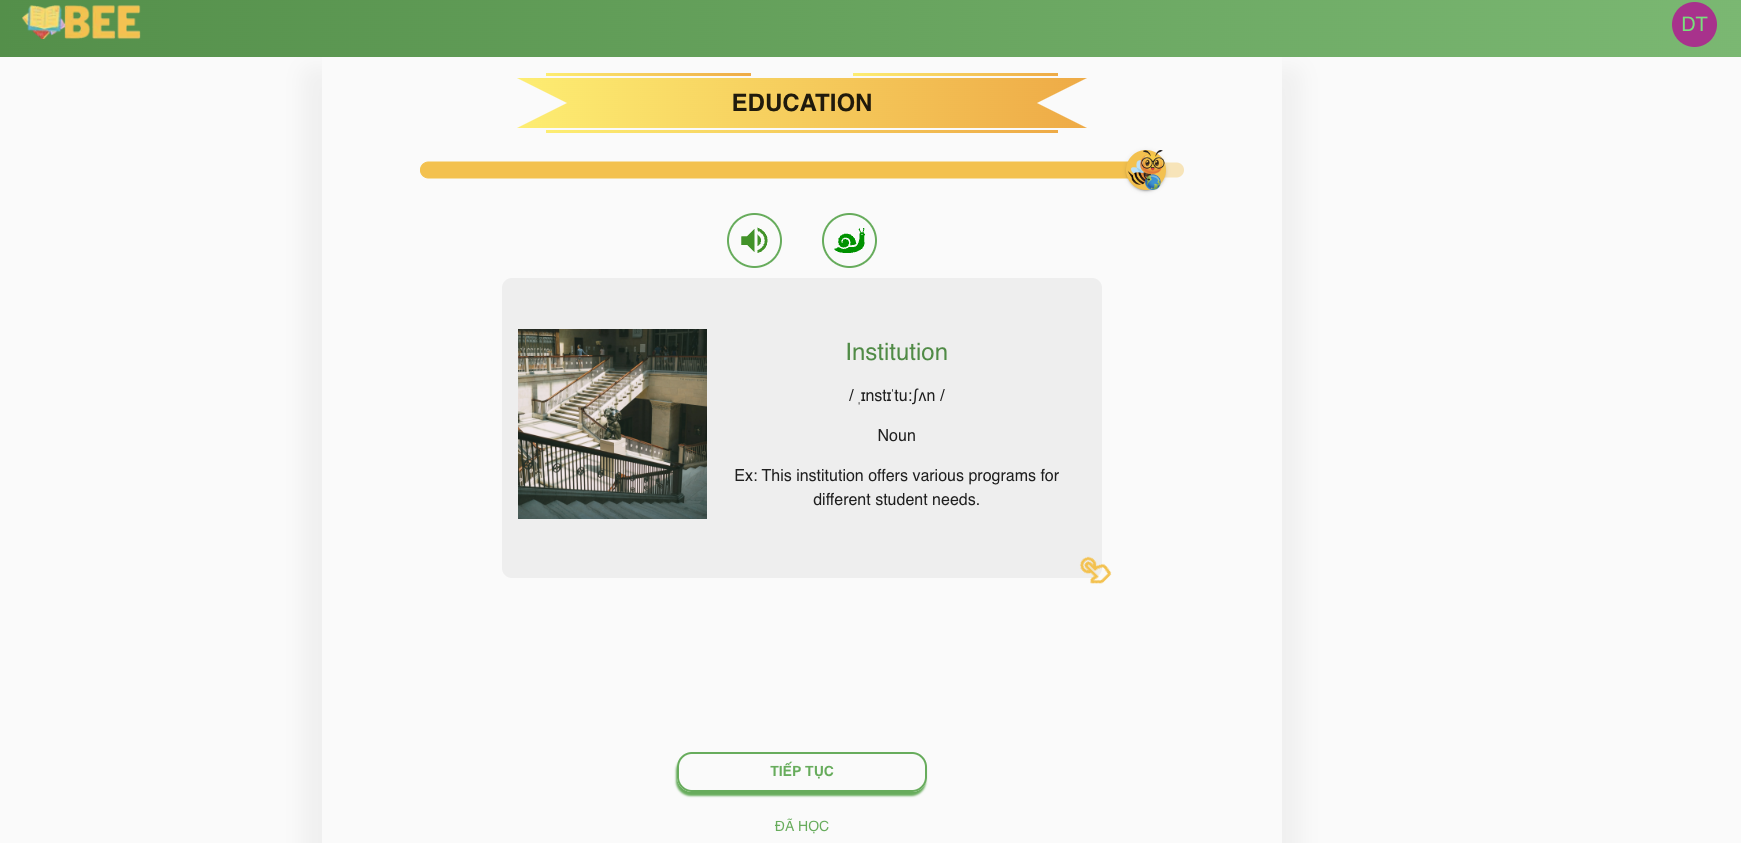 BEE
DT
EDUCATION
Institution
/ ˌɪnstɪˈtuːʃʌn /
Noun
Ex: This institution offers various programs for
different student needs.
TIẾP TỤC
ĐÃ HỌC